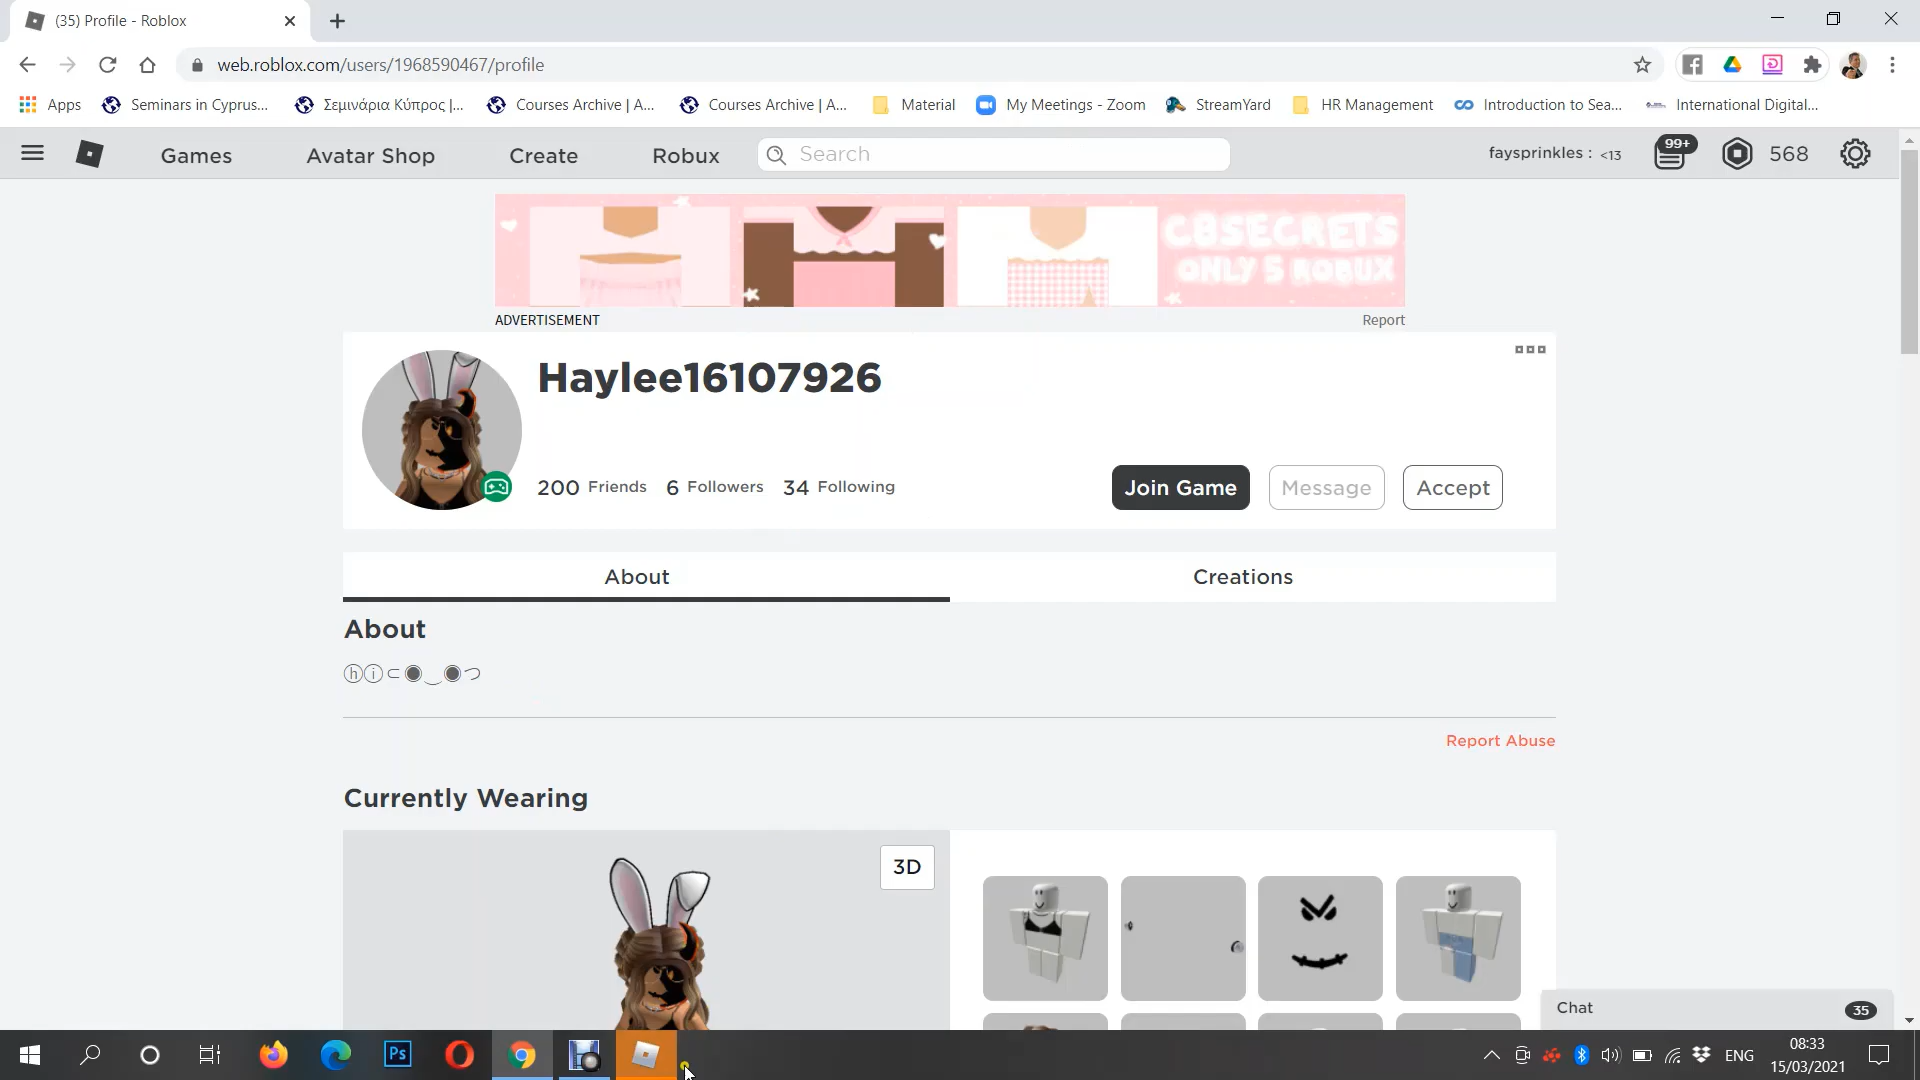 (35) Profile - Roblox
web.roblox.com/users/1968590467/profile
Apps
Seminars in Cyprus...
Σεμινάρια Κύπρος |...
Courses Archive | A...
Courses Archive | A...
Material
My Meetings - Zoom
StreamYard
HR Management
Introduction to Sea...
International Digital...
Games
Avatar Shop
Create
Robux
Search
faysprinkles : <13
99+
568
CBSECRETS
ONLY 5 ROBUX
ADVERTISEMENT
Report
Haylee16107926
200 Friends
6 Followers
34 Following
Join Game
Message
Accept
About
Creations
About
ⓗⓘ⊂◉‿◉つ
Report Abuse
Currently Wearing
3D
Chat
35
Ps
ENG
08:33
15/03/2021